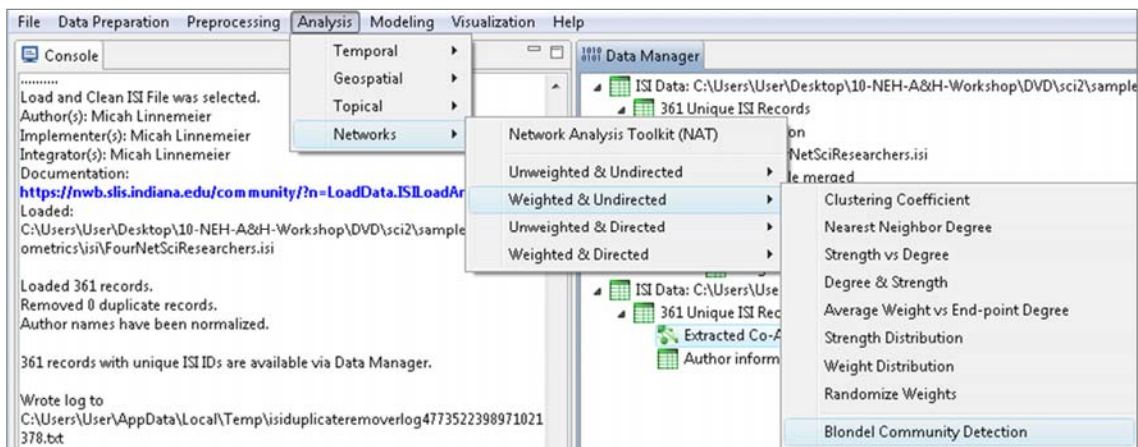 File Data Preparation Preprocessing Analysis Modeling Visualization Help
Console
..........
Load and Clean ISI File was selected.
Author(s): Micah Linnemeier
Implementer(s): Micah Linnemeier
Integrator(s): Micah Linnemeier
Documentation:
https://nwb.slis.indiana.edu/community/?n=LoadData.ISILoadAn
Loaded:
C:\Users\User\Desktop\10-NEH-A&H-Workshop\DVD\sci2\sample
ometrics\isi\FourNetSciResearchers.isi
Loaded 361 records.
Removed 0 duplicate records.
Author names have been normalized.
361 records with unique ISI IDs are available via Data Manager.
Wrote log to
C:\Users\User\AppData\Local\Temp\isiduplicateremoverlog4773522398971021
378.txt
Temporal
Geospatial
Topical
Networks
Network Analysis Toolkit (NAT)
Unweighted & Undirected
Weighted & Undirected
Unweighted & Directed
Weighted & Directed
Clustering Coefficient
Nearest Neighbor Degree
Strength vs Degree
Degree & Strength
Average Weight vs End-point Degree
Strength Distribution
Weight Distribution
Randomize Weights
Blondel Community Detection
Data Manager
ISI Data: C:\Users\User\Desktop\10-NEH-A&H-Workshop\DVD\sci2\sample
361 Unique ISI Records
on
NetSciResearchers.isi
le merged
ISI Data: C:\Users\Use
361 Unique ISI Rec
Extracted Co-A
Author inform